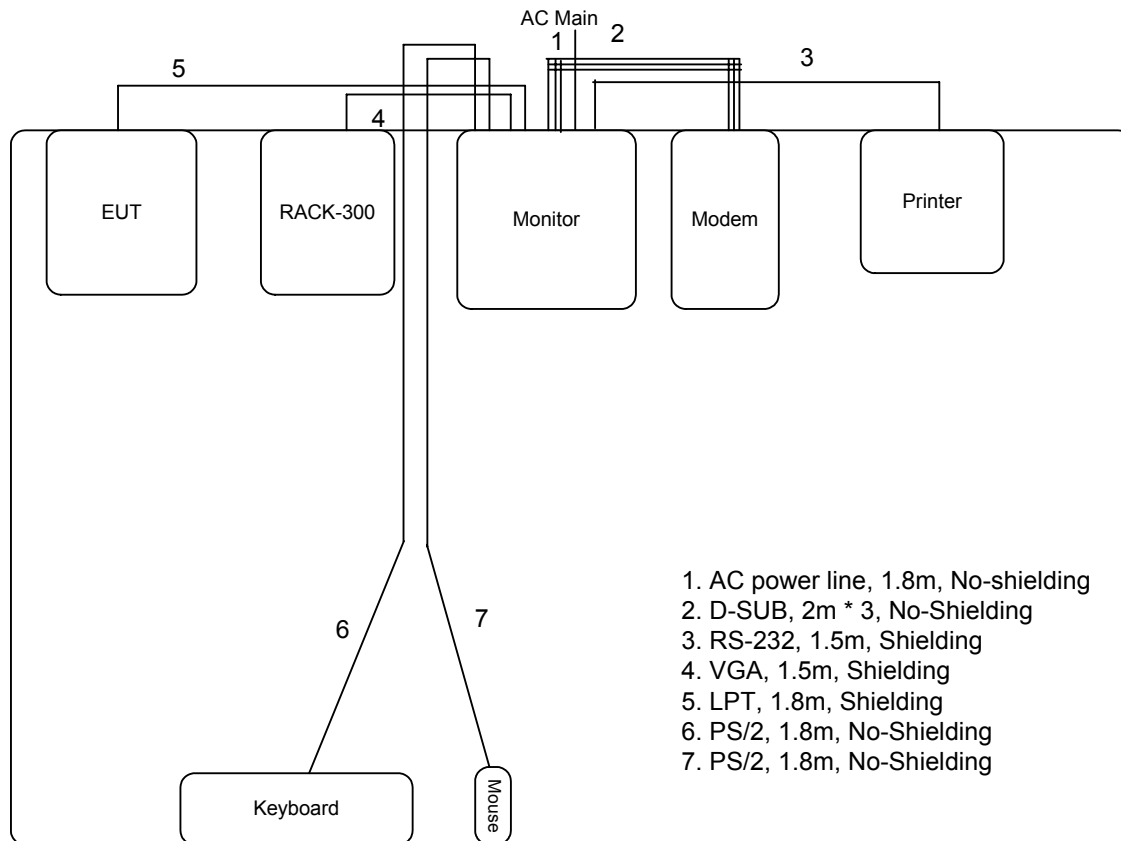 AC Main
1
2
3
5
4
EUT
RACK-300
Monitor
Modem
Printer
6
7
1. AC power line, 1.8m, No-shielding
2. D-SUB, 2m * 3, No-Shielding
3. RS-232, 1.5m, Shielding
4. VGA, 1.5m, Shielding
5. LPT, 1.8m, Shielding
6. PS/2, 1.8m, No-Shielding
7. PS/2, 1.8m, No-Shielding
Keyboard
Mouse